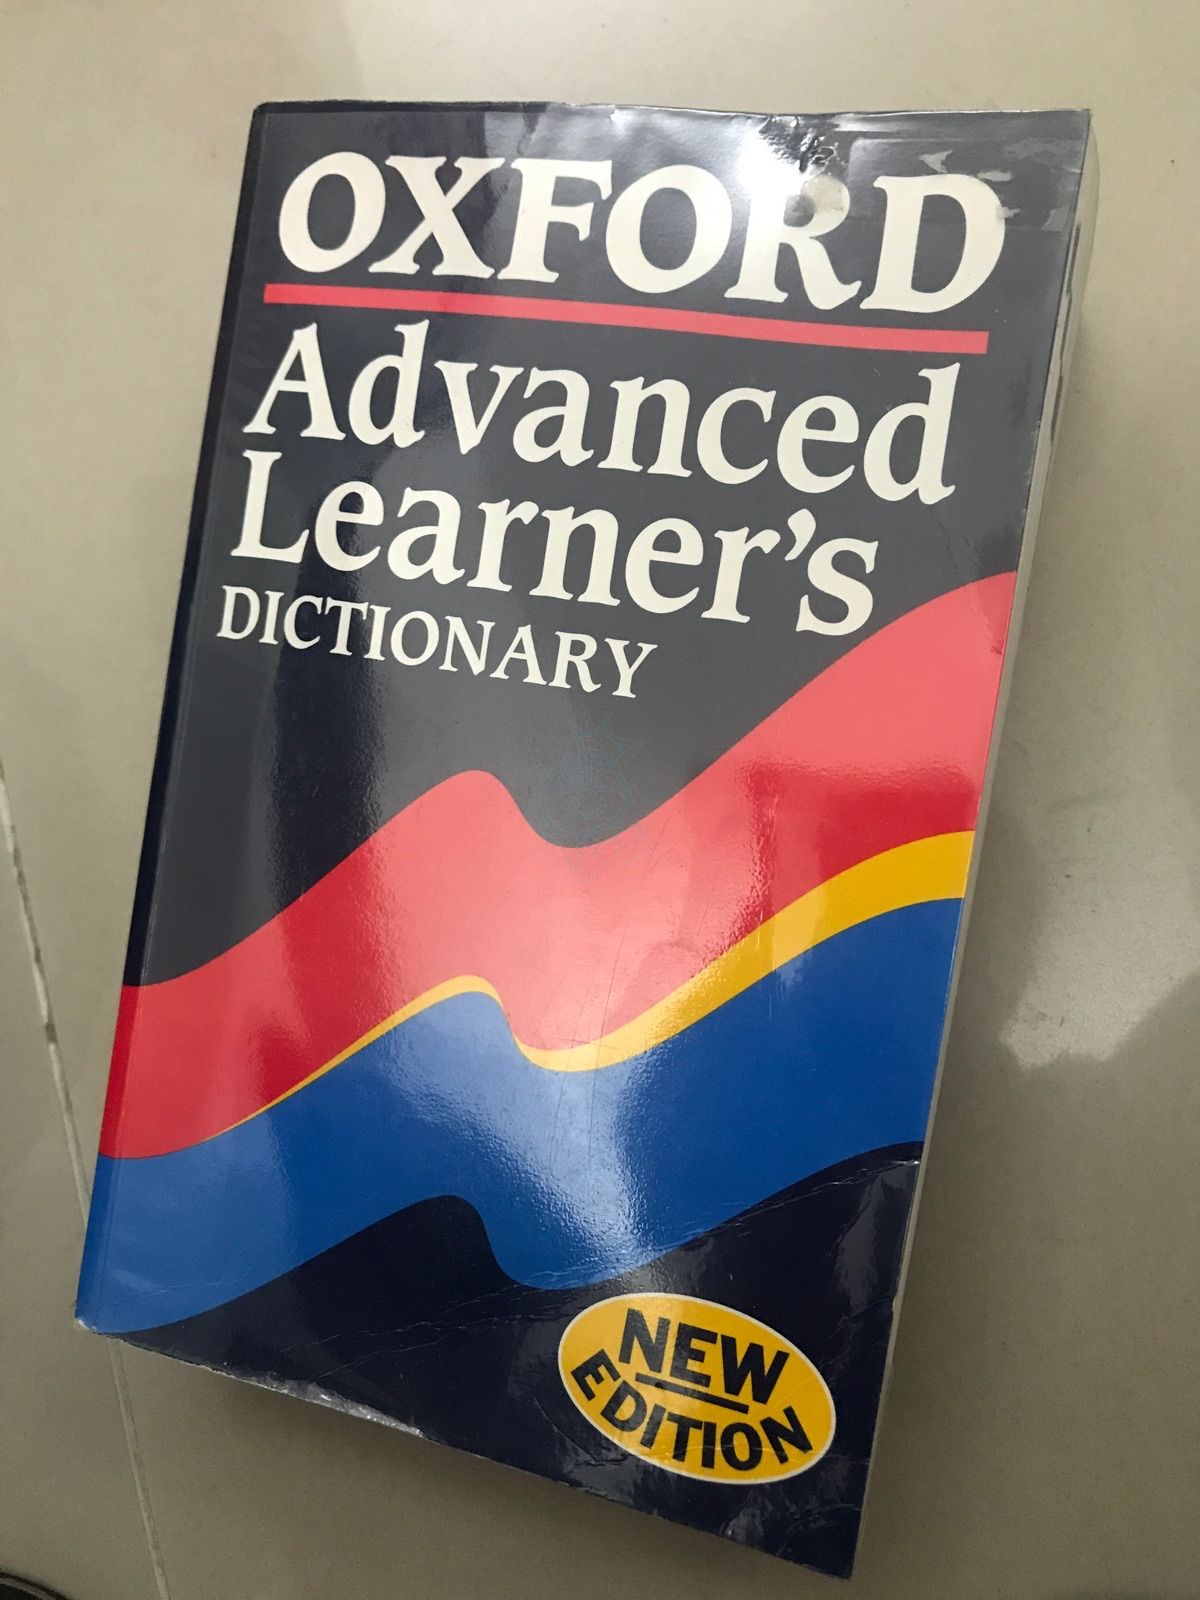 OXFORD
Advanced
Learner's
DICTIONARY
NEW
EDITION